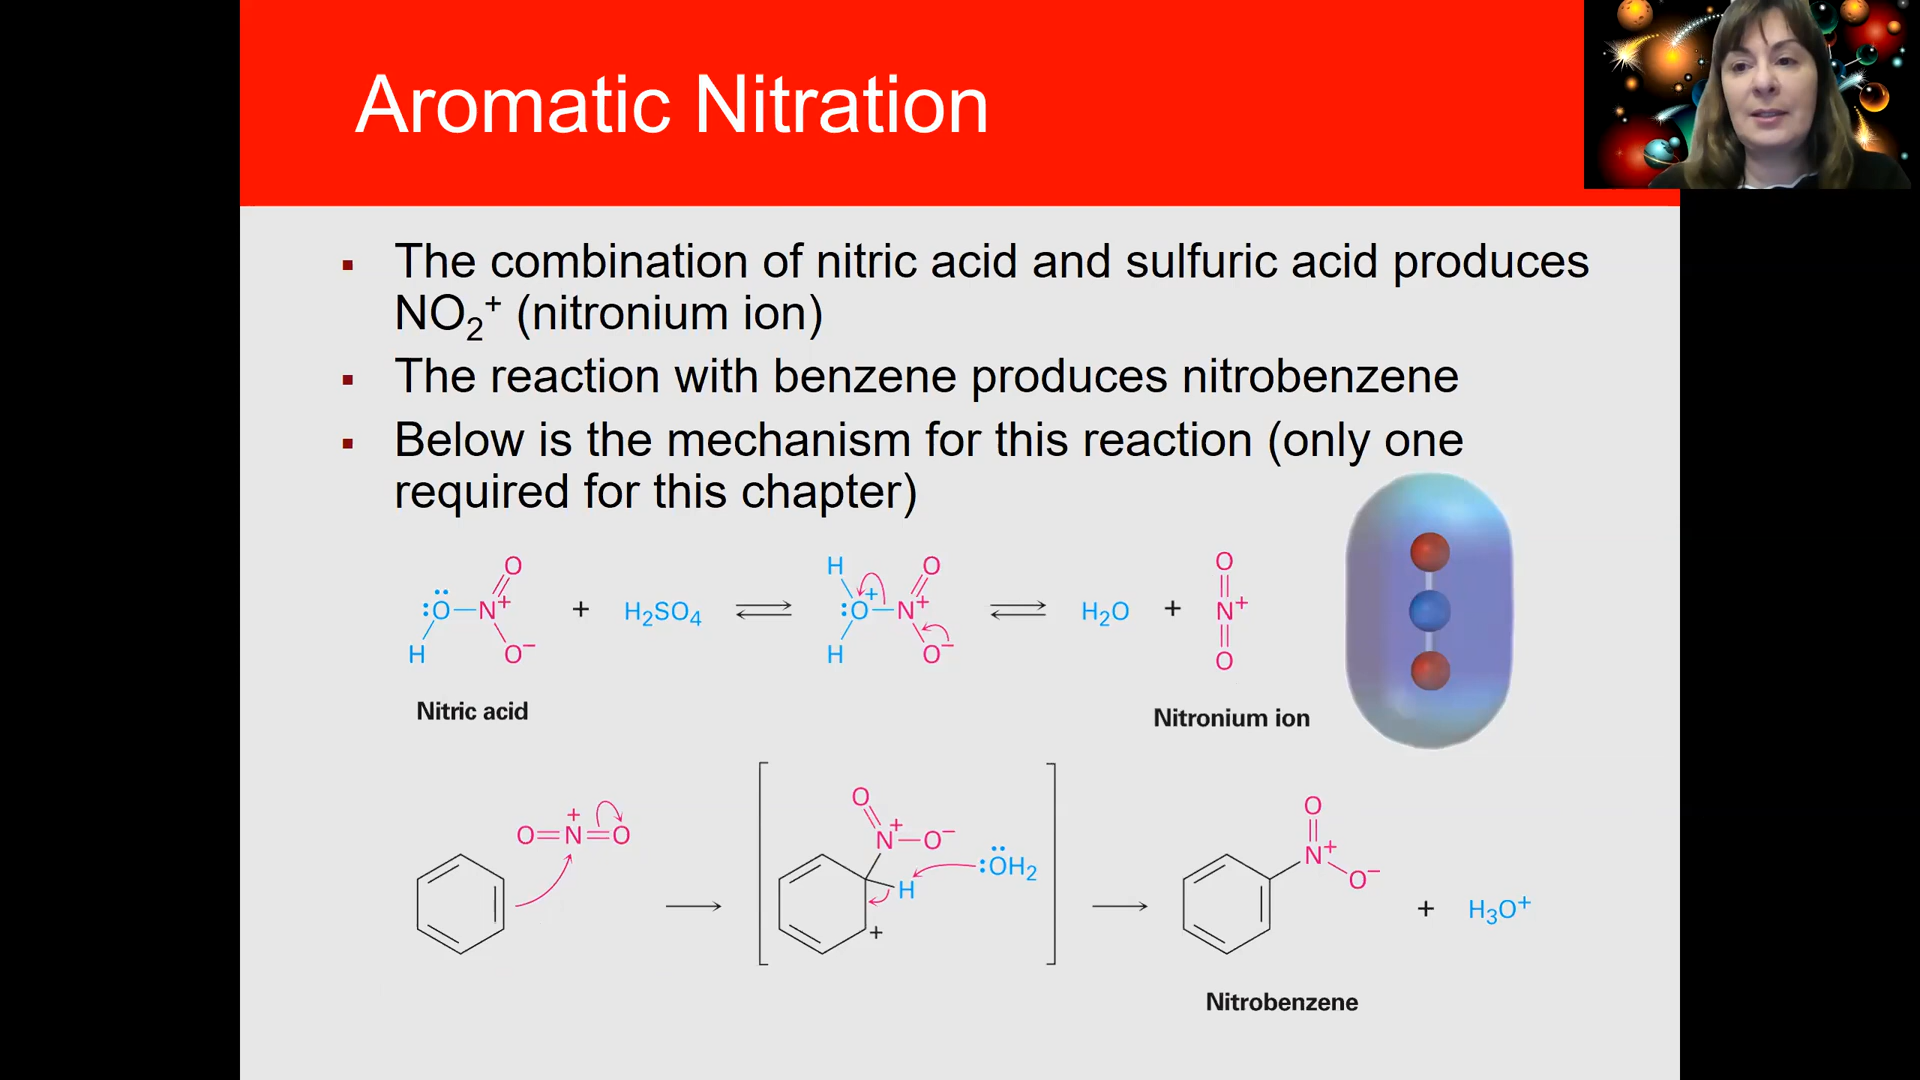 Aromatic Nitration
▪ The combination of nitric acid and sulfuric acid produces
NO₂⁺ (nitronium ion)
▪ The reaction with benzene produces nitrobenzene
▪ Below is the mechanism for this reaction (only one
required for this chapter)
H O H O O
:Ö N⁺ + H₂SO₄ ⇌ :O⁺ N⁺ ⇌ H₂O + N⁺
H O⁻ H O⁻ O
Nitric acid Nitronium ion
O O
O=N⁺=O N⁺—O⁻ :ÖH₂ N⁺ O⁻
H
→ + → + H₃O⁺
Nitrobenzene